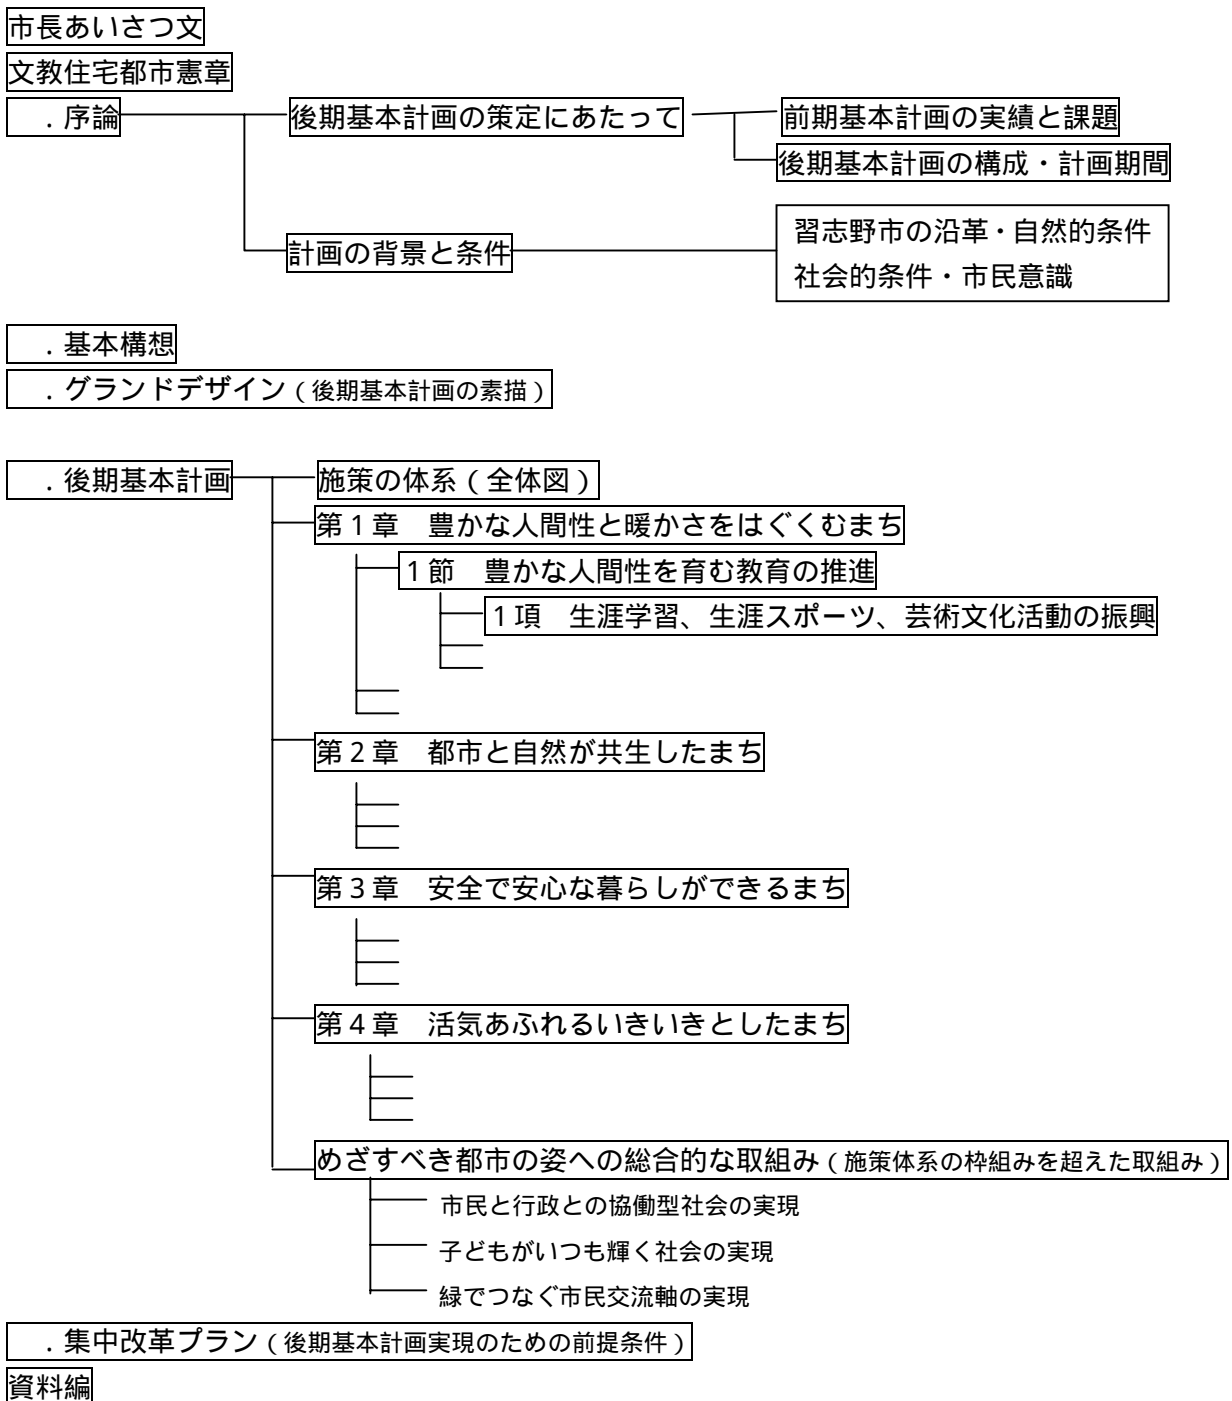 市長あいさつ文
文教住宅都市憲章
．序論
後期基本計画の策定にあたって
前期基本計画の実績と課題
後期基本計画の構成・計画期間
計画の背景と条件
習志野市の沿革・自然的条件
社会的条件・市民意識
．基本構想
．グランドデザイン（後期基本計画の素描）
．後期基本計画
施策の体系（全体図）
第１章　豊かな人間性と暖かさをはぐくむまち
１節　豊かな人間性を育む教育の推進
１項　生涯学習、生涯スポーツ、芸術文化活動の振興
第２章　都市と自然が共生したまち
第３章　安全で安心な暮らしができるまち
第４章　活気あふれるいきいきとしたまち
めざすべき都市の姿への総合的な取組み（施策体系の枠組みを超えた取組み）
市民と行政との協働型社会の実現
子どもがいつも輝く社会の実現
緑でつなぐ市民交流軸の実現
．集中改革プラン（後期基本計画実現のための前提条件）
資料編